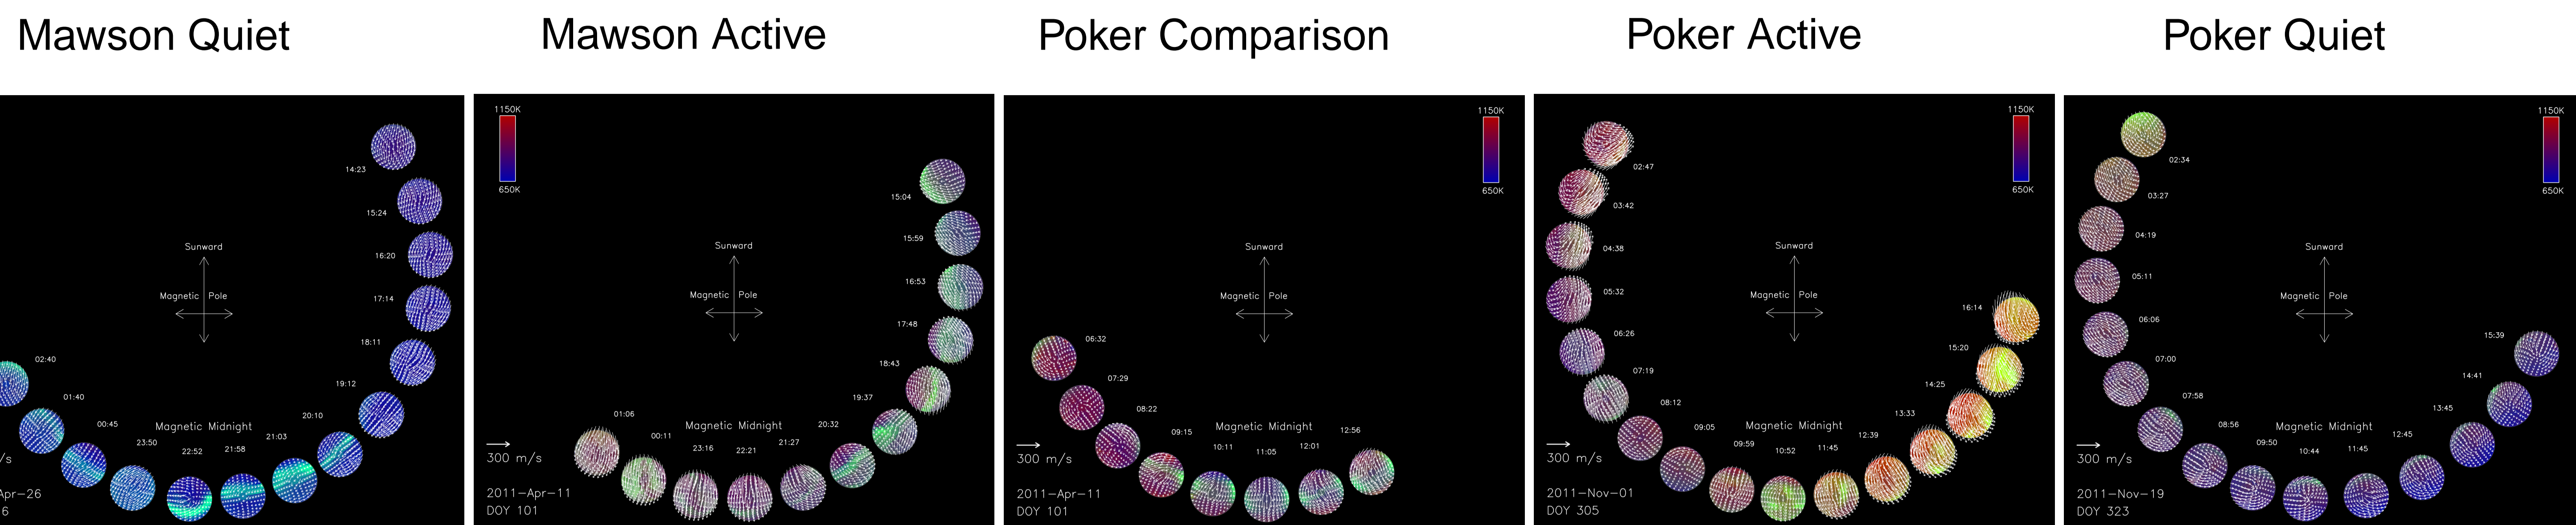 Mawson Quiet
Mawson Active
Poker Comparison
Poker Active
Poker Quiet
14:23
15:24
16:20
17:14
18:11
19:12
20:10
21:03
21:58
22:52
23:50
00:45
01:40
02:40
Sunward
Magnetic Pole
Magnetic Midnight
/s
Apr-26
6
1150K
650K
15:04
15:59
16:53
17:48
18:43
19:37
20:32
21:27
22:21
23:16
00:11
01:06
Sunward
Magnetic Pole
Magnetic Midnight
300 m/s
2011-Apr-11
DOY 101
1150K
650K
06:32
07:29
08:22
09:15
10:11
11:05
12:01
12:56
Sunward
Magnetic Pole
Magnetic Midnight
300 m/s
2011-Apr-11
DOY 101
1150K
650K
02:47
03:42
04:38
05:32
06:26
07:19
08:12
09:05
09:59
10:52
11:45
12:39
13:33
14:25
15:20
16:14
Sunward
Magnetic Pole
Magnetic Midnight
300 m/s
2011-Nov-01
DOY 305
1150K
650K
02:34
03:27
04:19
05:11
06:06
07:00
07:58
08:56
09:50
10:44
11:45
12:45
13:45
14:41
15:39
Sunward
Magnetic Pole
Magnetic Midnight
300 m/s
2011-Nov-19
DOY 323